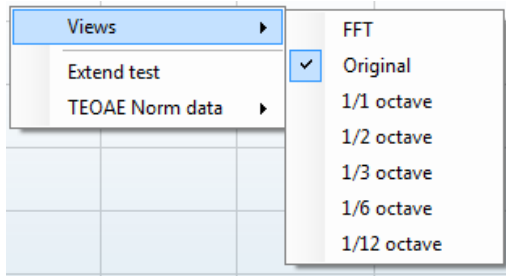 Views
Extend test
TEOAE Norm data
FFT
Original
1/1 octave
1/2 octave
1/3 octave
1/6 octave
1/12 octave